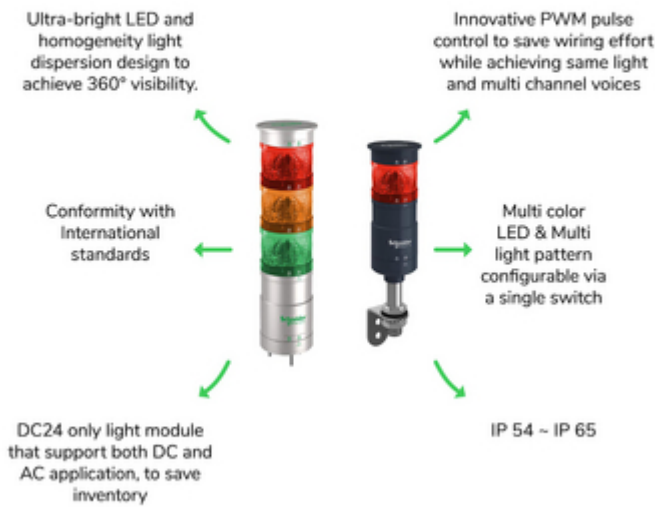 Ultra-bright LED and
homogeneity light
dispersion design to
achieve 360° visibility.
Innovative PWM pulse
control to save wiring effort
while achieving same light
and multi channel voices
Conformity with
International
standards
Multi color
LED & Multi
light pattern
configurable via
a single switch
Schneider
Schneider
DC24 only light module
that support both DC and
AC application, to save
inventory
IP 54 ~ IP 65